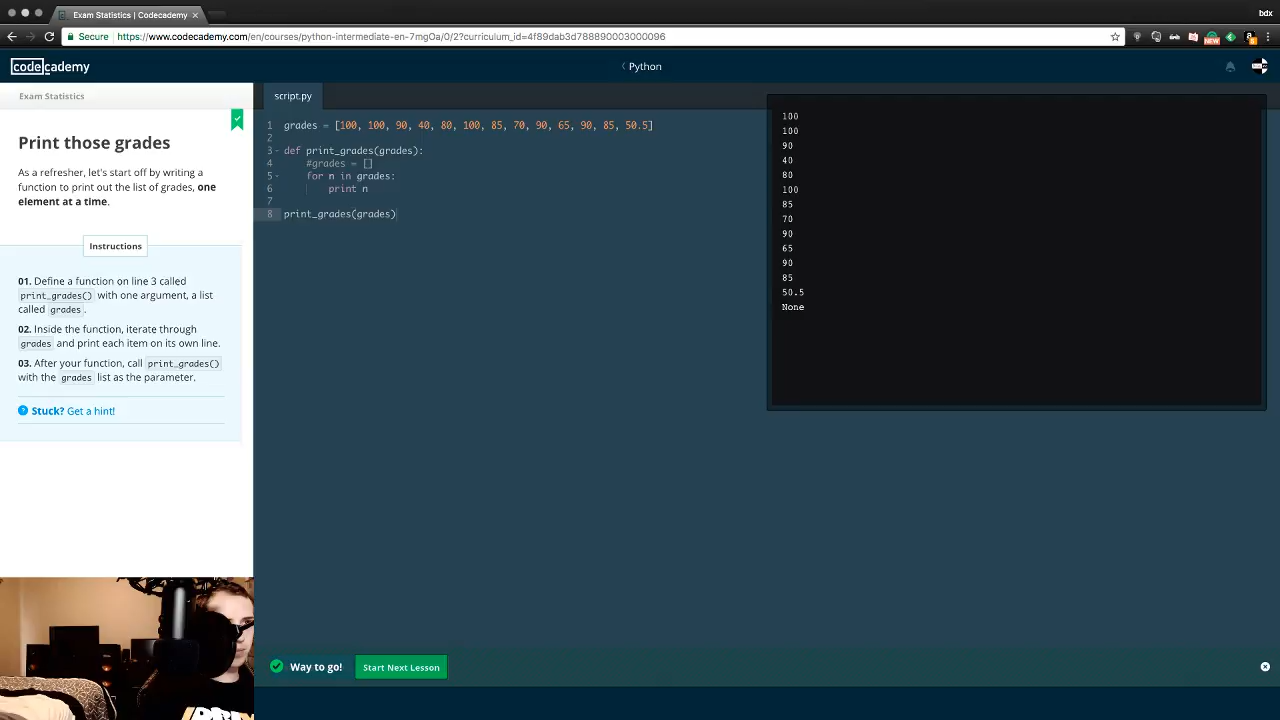 Exam Statistics | Codecademy
bdx
Secure https://www.codecademy.com/en/courses/python-intermediate-en-7mgOa/0/2?curriculum_id=4f89dab3d788890003000096
NEW
codecademy
Python
Exam Statistics
Print those grades
As a refresher, let's start off by writing a
function to print out the list of grades, one
element at a time.
Instructions
01. Define a function on line 3 called
print_grades() with one argument, a list
called grades.
02. Inside the function, iterate through
grades and print each item on its own line.
03. After your function, call print_grades()
with the grades list as the parameter.
? Stuck? Get a hint!
script.py
1 grades = [100, 100, 90, 40, 80, 100, 85, 70, 90, 65, 90, 85, 50.5]
2
3 def print_grades(grades):
4 #grades = []
5 for n in grades:
6 print n
7
8 print_grades(grades)
100
100
90
40
80
100
85
70
90
65
90
85
50.5
None
Way to go! Start Next Lesson